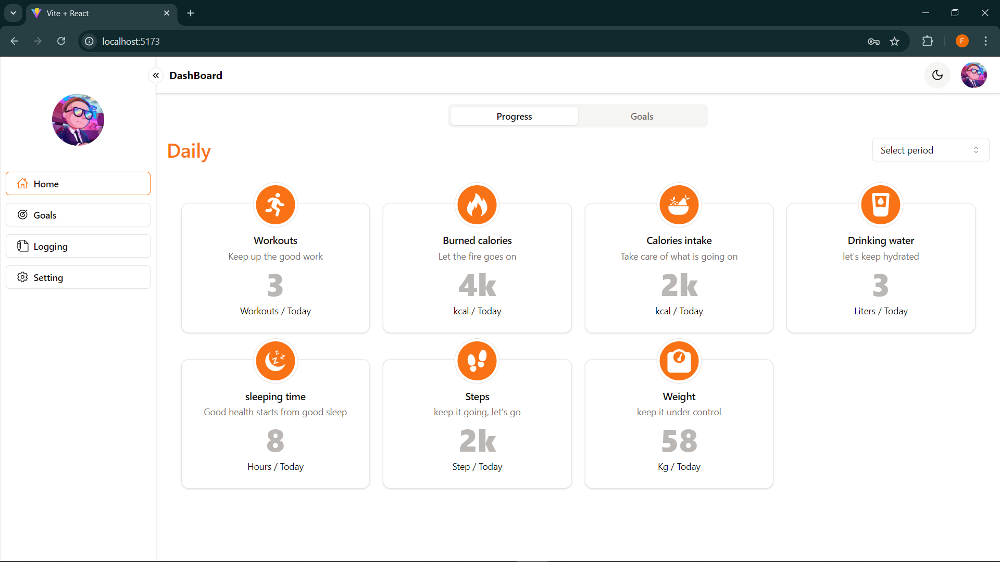 Vite + React
localhost:5173
F
DashBoard
Progress
Goals
Daily
Select period
Home
Goals
Logging
Setting
Workouts
Keep up the good work
3
Workouts / Today
Burned calories
Let the fire goes on
4k
kcal / Today
Calories intake
Take care of what is going on
2k
kcal / Today
Drinking water
let's keep hydrated
3
Liters / Today
sleeping time
Good health starts from good sleep
8
Hours / Today
Steps
keep it going, let's go
2k
Step / Today
Weight
keep it under control
58
Kg / Today